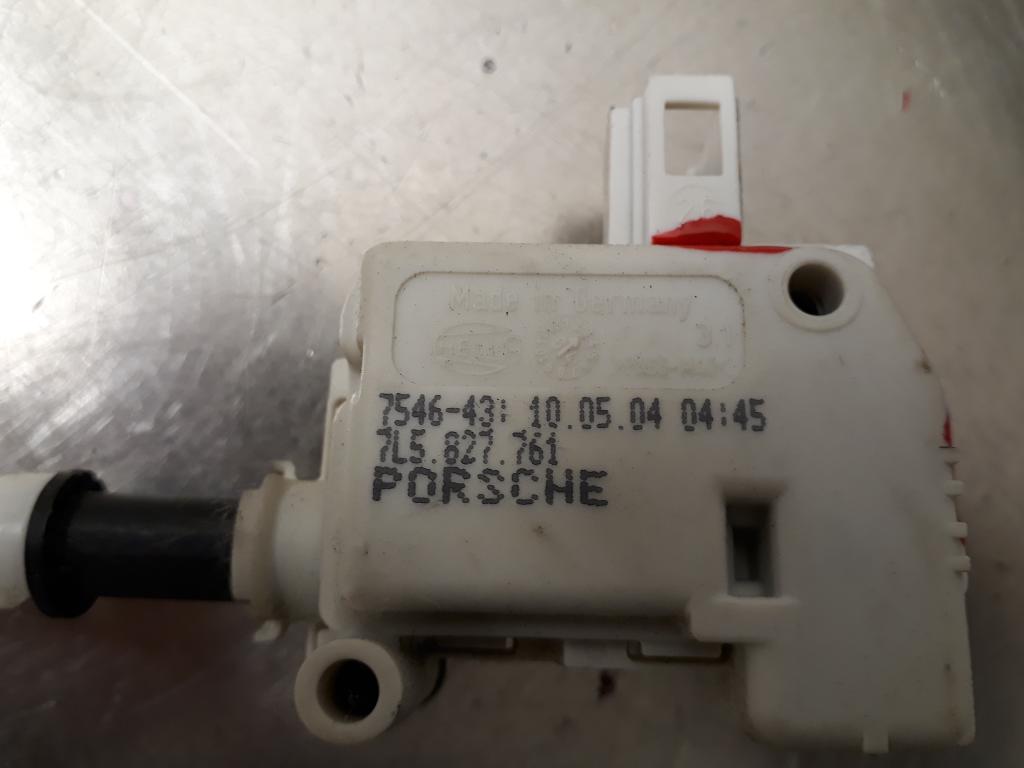 Made in Germany
7546-43: 10.05.04 04:45
7L5.827.761
PORSCHE